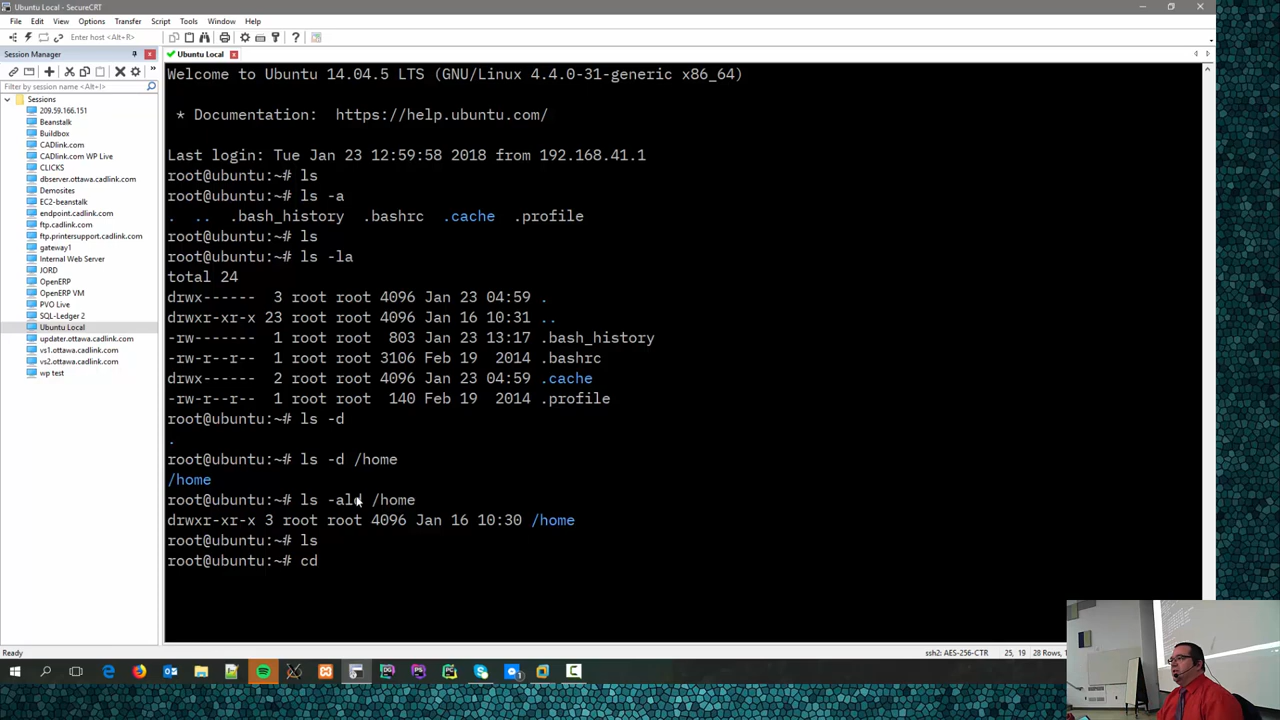 Ubuntu Local - SecureCRT
File Edit View Options Transfer Script Tools Window Help
Enter host <Alt+R>
Session Manager
Ubuntu Local
Filter by session name <Alt+I>
Sessions
209.59.166.151
Beanstalk
Buildbox
CADlink.com
CADlink.com WP Live
CLICKS
dbserver.ottawa.cadlink.com
Demosites
EC2-beanstalk
endpoint.cadlink.com
ftp.cadlink.com
ftp.printersupport.cadlink.com
gateway1
Internal Web Server
JORD
OpenERP
OpenERP VM
PVO Live
SQL-Ledger 2
Ubuntu Local
updater.ottawa.cadlink.com
vs1.ottawa.cadlink.com
vs2.ottawa.cadlink.com
wp test
Welcome to Ubuntu 14.04.5 LTS (GNU/Linux 4.4.0-31-generic x86_64)
* Documentation: https://help.ubuntu.com/
Last login: Tue Jan 23 12:59:58 2018 from 192.168.41.1
root@ubuntu:~# ls
root@ubuntu:~# ls -a
. .. .bash_history .bashrc .cache .profile
root@ubuntu:~# ls
root@ubuntu:~# ls -la
total 24
drwx------ 3 root root 4096 Jan 23 04:59 .
drwxr-xr-x 23 root root 4096 Jan 16 10:31 ..
-rw------- 1 root root 803 Jan 23 13:17 .bash_history
-rw-r--r-- 1 root root 3106 Feb 19 2014 .bashrc
drwx------ 2 root root 4096 Jan 23 04:59 .cache
-rw-r--r-- 1 root root 140 Feb 19 2014 .profile
root@ubuntu:~# ls -d
.
root@ubuntu:~# ls -d /home
/home
root@ubuntu:~# ls -ald /home
drwxr-xr-x 3 root root 4096 Jan 16 10:30 /home
root@ubuntu:~# ls
root@ubuntu:~# cd
Ready
ssh2: AES-256-CTR 25, 19 28 Rows,